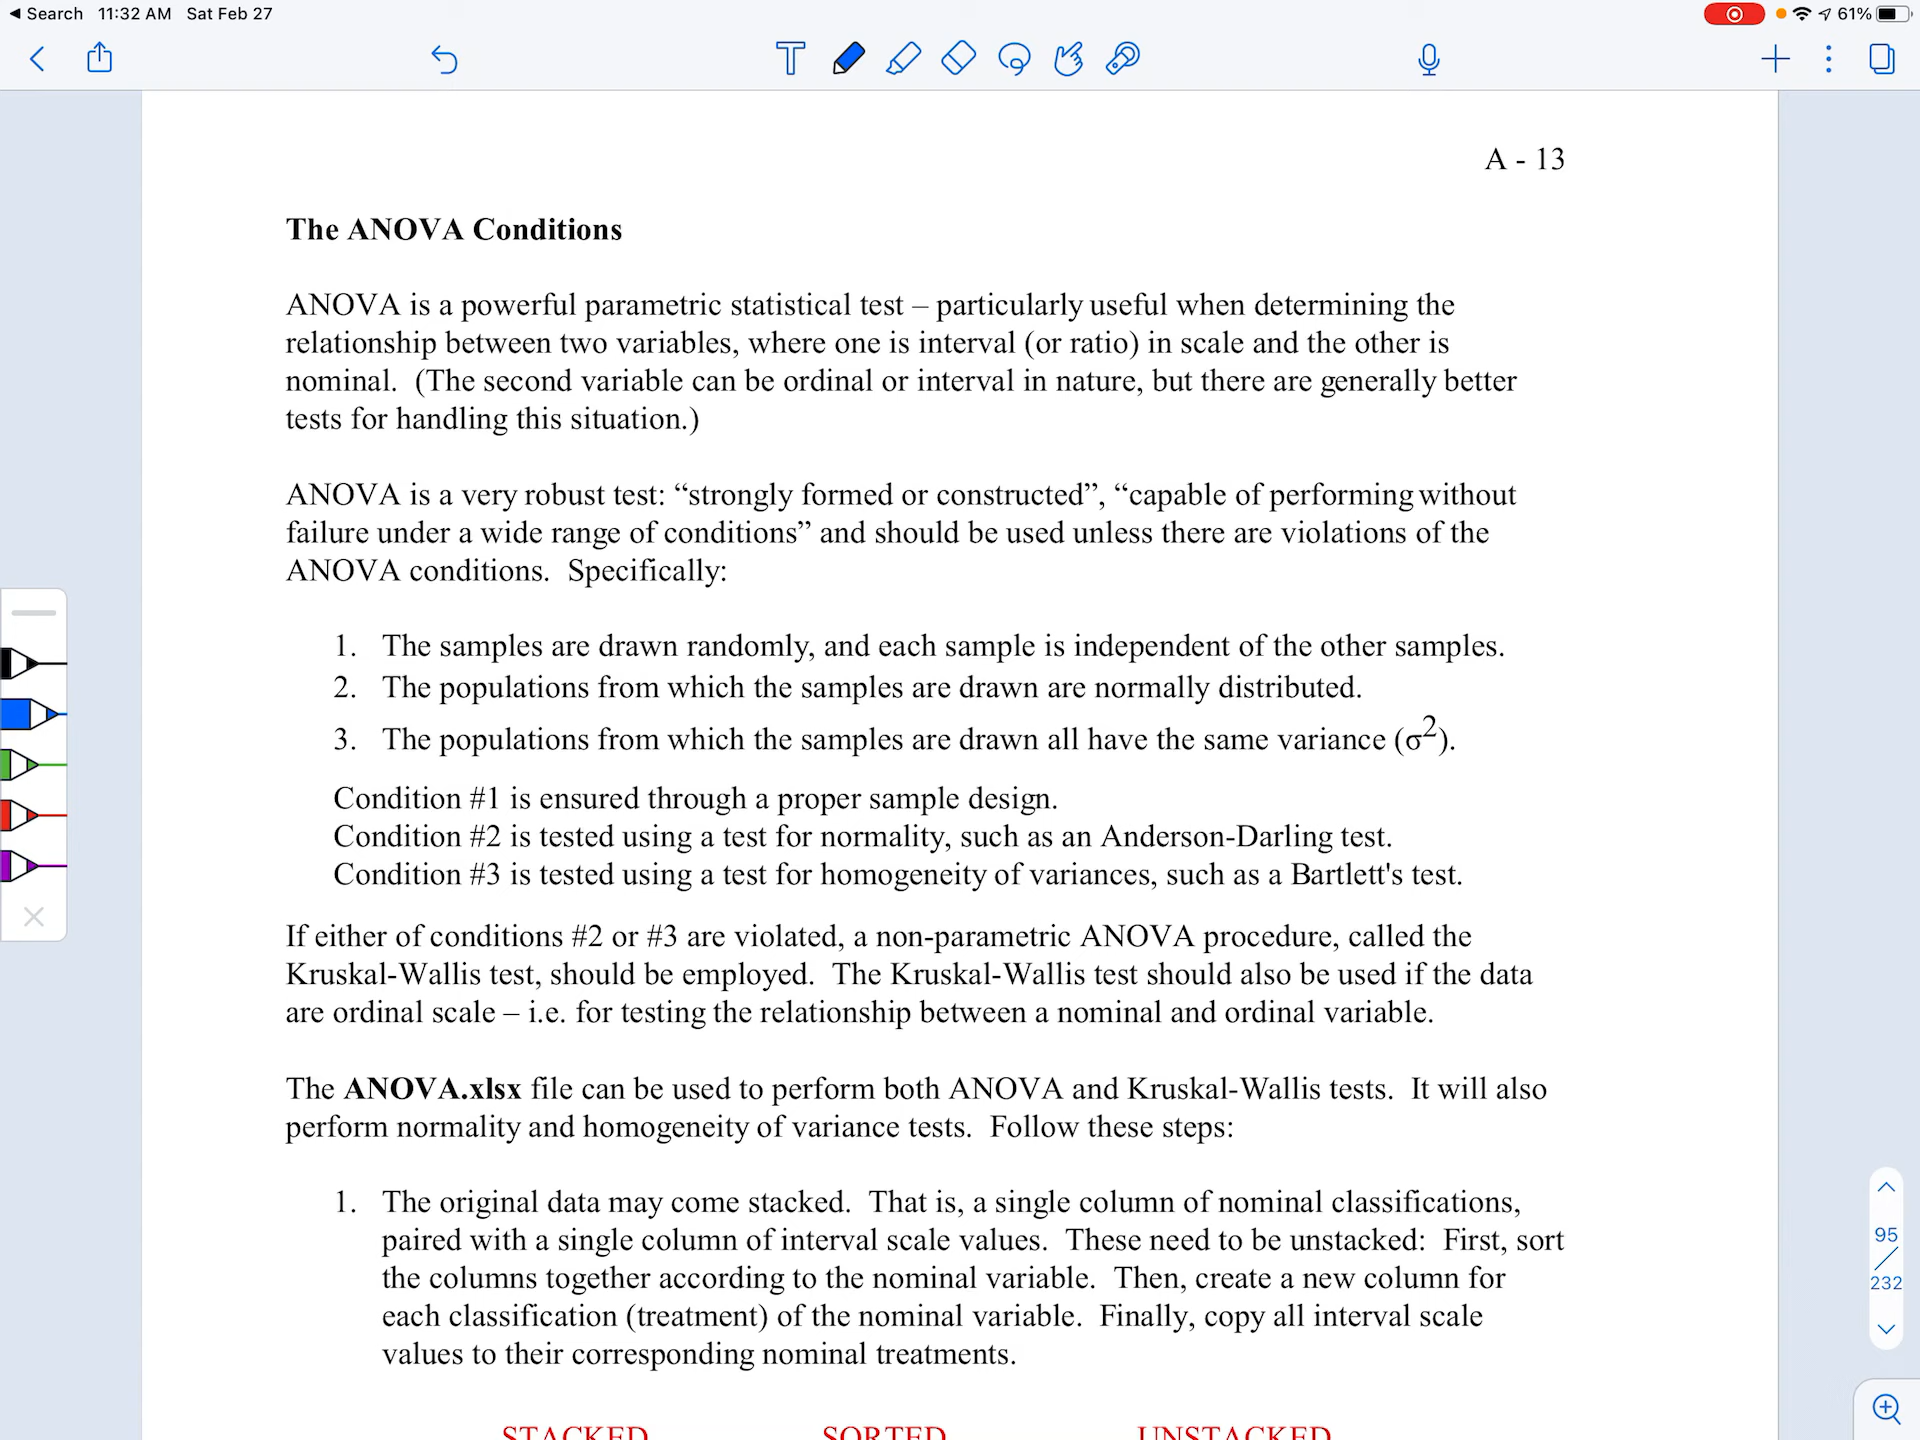 ◀ Search 11:32 AM Sat Feb 27
61%
A - 13
The ANOVA Conditions
ANOVA is a powerful parametric statistical test – particularly useful when determining the
relationship between two variables, where one is interval (or ratio) in scale and the other is
nominal. (The second variable can be ordinal or interval in nature, but there are generally better
tests for handling this situation.)
ANOVA is a very robust test: “strongly formed or constructed”, “capable of performing without
failure under a wide range of conditions” and should be used unless there are violations of the
ANOVA conditions. Specifically:
1. The samples are drawn randomly, and each sample is independent of the other samples.
2. The populations from which the samples are drawn are normally distributed.
3. The populations from which the samples are drawn all have the same variance (σ²).
Condition #1 is ensured through a proper sample design.
Condition #2 is tested using a test for normality, such as an Anderson-Darling test.
Condition #3 is tested using a test for homogeneity of variances, such as a Bartlett's test.
If either of conditions #2 or #3 are violated, a non-parametric ANOVA procedure, called the
Kruskal-Wallis test, should be employed. The Kruskal-Wallis test should also be used if the data
are ordinal scale – i.e. for testing the relationship between a nominal and ordinal variable.
The ANOVA.xlsx file can be used to perform both ANOVA and Kruskal-Wallis tests. It will also
perform normality and homogeneity of variance tests. Follow these steps:
1. The original data may come stacked. That is, a single column of nominal classifications,
paired with a single column of interval scale values. These need to be unstacked: First, sort
the columns together according to the nominal variable. Then, create a new column for
each classification (treatment) of the nominal variable. Finally, copy all interval scale
values to their corresponding nominal treatments.
STACKED SORTED UNSTACKED
95
/
232